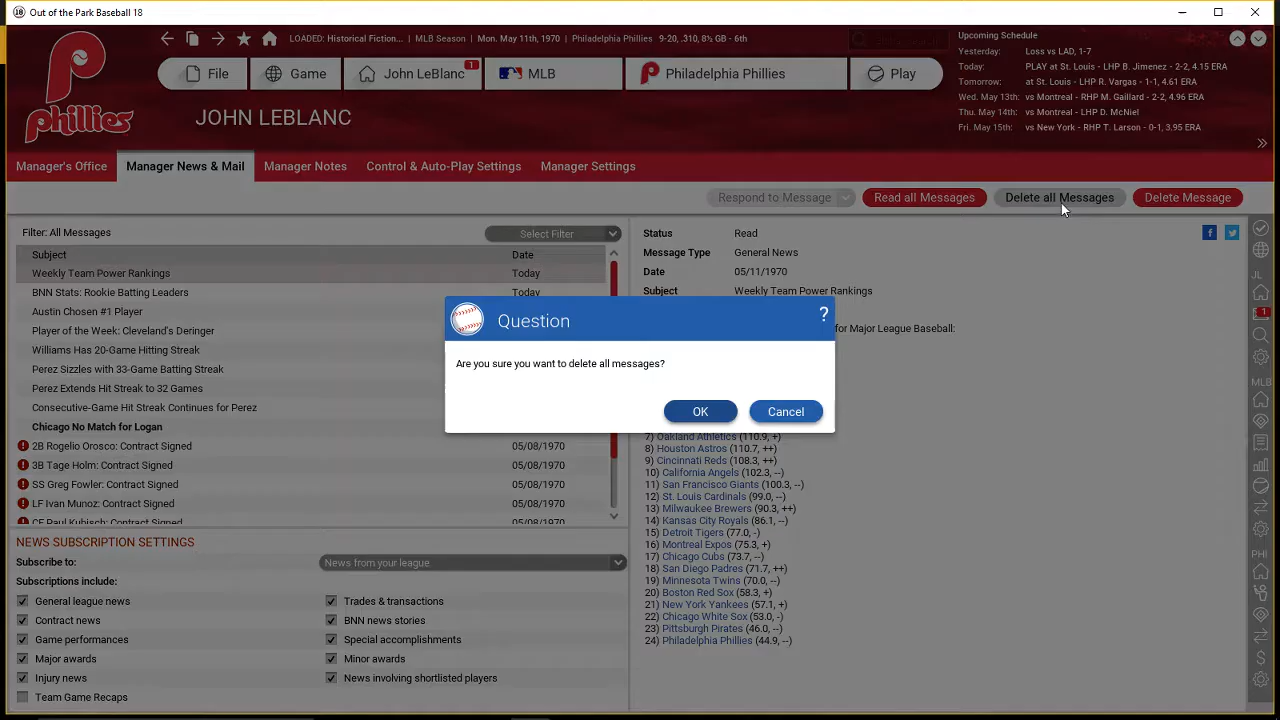 Out of the Park Baseball 18
LOADED: Historical Fiction... | MLB Season | Mon. May 11th, 1970 | Philadelphia Phillies 9-20, .310, 8½ GB - 6th
Upcoming Schedule
Yesterday: Loss vs LAD, 1-7
Today: PLAY at St. Louis - LHP B. Jimenez - 2-2, 4.15 ERA
Tomorrow: at St. Louis - LHP R. Vargas - 1-1, 4.61 ERA
Wed. May 13th: vs Montreal - RHP M. Gaillard - 2-2, 4.96 ERA
Thu. May 14th: vs Montreal - LHP D. McNiel
Fri. May 15th: vs New York - RHP T. Larson - 0-1, 3.95 ERA
File
Game
John LeBlanc 1
MLB
Philadelphia Phillies
Play
phillies
JOHN LEBLANC
Manager's Office
Manager News & Mail
Manager Notes
Control & Auto-Play Settings
Manager Settings
Respond to Message
Read all Messages
Delete all Messages
Delete Message
Filter: All Messages
Select Filter
Subject Date
Weekly Team Power Rankings Today
BNN Stats: Rookie Batting Leaders Today
Austin Chosen #1 Player
Player of the Week: Cleveland's Deringer
Williams Has 20-Game Hitting Streak
Perez Sizzles with 33-Game Batting Streak
Perez Extends Hit Streak to 32 Games
Consecutive-Game Hit Streak Continues for Perez
Chicago No Match for Logan
2B Rogelio Orosco: Contract Signed 05/08/1970
3B Tage Holm: Contract Signed 05/08/1970
SS Greg Fowler: Contract Signed 05/08/1970
LF Ivan Munoz: Contract Signed 05/08/1970
CF Paul Kubisch: Contract Signed 05/08/1970
Status Read
Message Type General News
Date 05/11/1970
Subject Weekly Team Power Rankings
for Major League Baseball:
Question
?
Are you sure you want to delete all messages?
OK
Cancel
7) Oakland Athletics (110.9, +)
8) Houston Astros (110.7, ++)
9) Cincinnati Reds (108.3, ++)
10) California Angels (102.3, --)
11) San Francisco Giants (100.3, --)
12) St. Louis Cardinals (99.0, -)
13) Milwaukee Brewers (90.3, ++)
14) Kansas City Royals (86.1, --)
15) Detroit Tigers (77.0, -)
16) Montreal Expos (75.3, +)
17) Chicago Cubs (73.7, --)
18) San Diego Padres (71.7, ++)
19) Minnesota Twins (70.0, --)
20) Boston Red Sox (58.3, +)
21) New York Yankees (57.1, +)
22) Chicago White Sox (53.0, -)
23) Pittsburgh Pirates (46.0, --)
24) Philadelphia Phillies (44.9, --)
NEWS SUBSCRIPTION SETTINGS
Subscribe to: News from your league
Subscriptions include:
General league news
Trades & transactions
Contract news
BNN news stories
Game performances
Special accomplishments
Major awards
Minor awards
Injury news
News involving shortlisted players
Team Game Recaps
JL
1
MLB
PHI